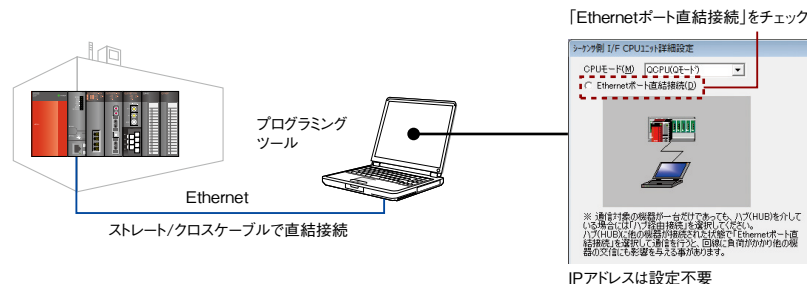 「Ethernetポート直結接続」をチェック
シーケンサ側 I/F CPUユニット詳細設定
CPUモード(M) QCPU(Qモード)
Ethernetポート直結接続(D)
プログラミング
ツール
Ethernet
ストレート/クロスケーブルで直結接続
※ 通信対象の機器が一台だけであっても、ハブ(HUB)を介して
いる場合には「ハブ経由接続」を選択してください。
ハブ(HUB)に他の機器が接続された状態で「Ethernetポート直
結接続」を選択して通信を行うと、回線に負荷がかかり他の機
器の交信にも影響を与える事があります。
IPアドレスは設定不要